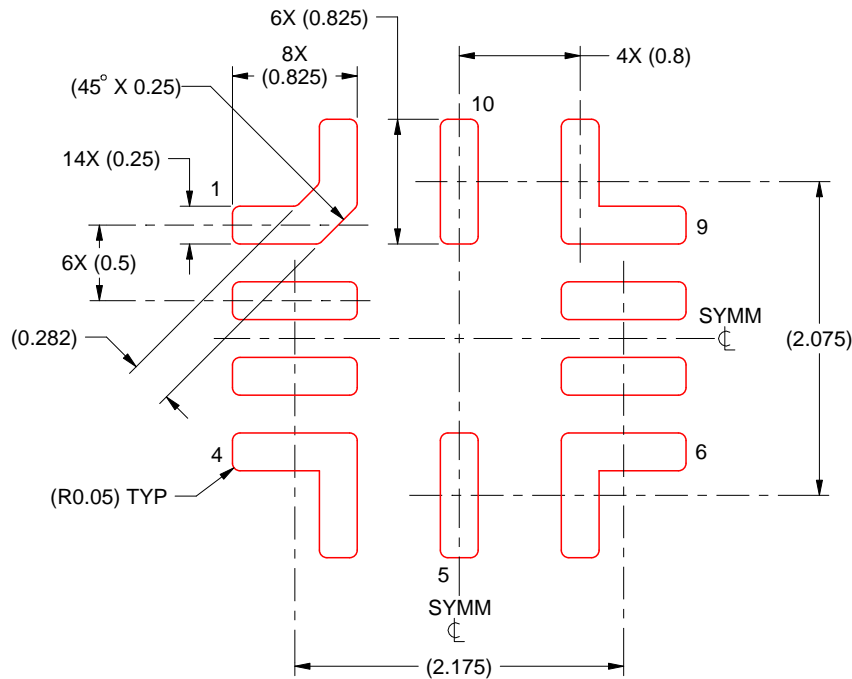 6X (0.825)
8X
(0.825)
4X (0.8)
(45° X 0.25)
10
14X (0.25)
1
9
6X (0.5)
SYMM
℄
(0.282)
(2.075)
4
6
(R0.05) TYP
5
SYMM
℄
(2.175)